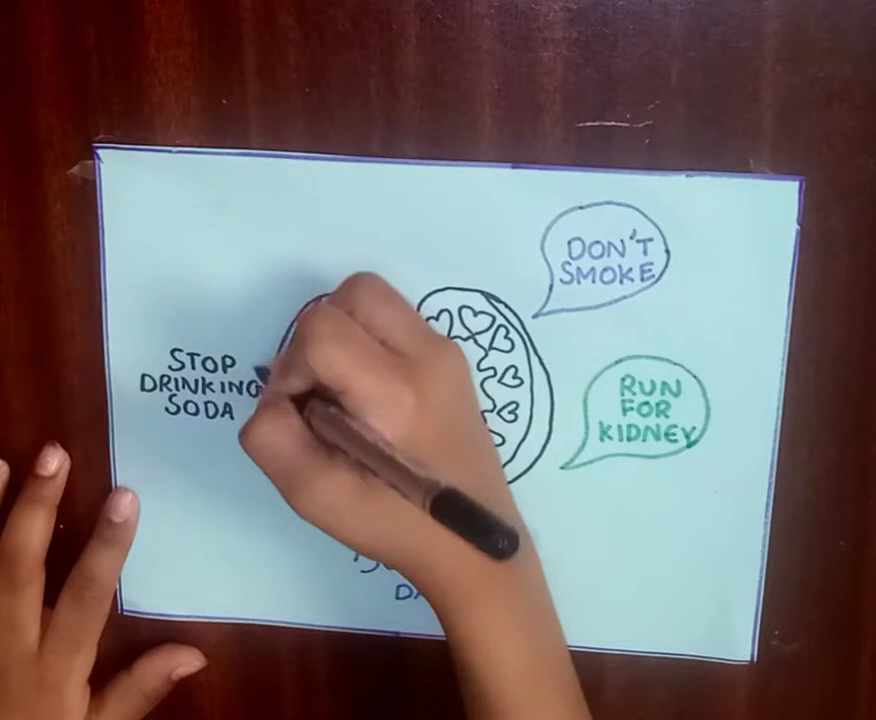 DON'T
SMOKE
STOP
DRINKING
SODA
RUN
FOR
KIDNEY